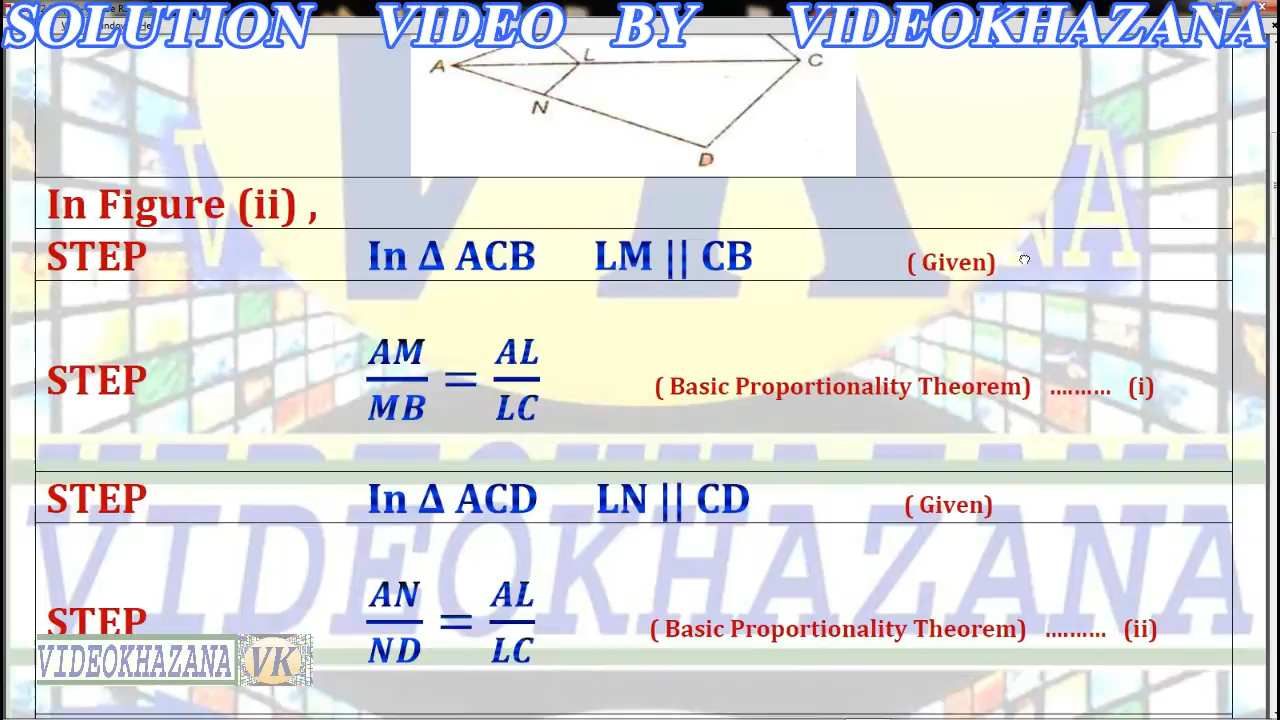 SOLUTION VIDEO BY VIDEOKHAZANA
A L C
N
D
In Figure (ii) ,
STEP In Δ ACB LM || CB ( Given)
STEP AM/MB = AL/LC ( Basic Proportionality Theorem) .......... (i)
STEP In Δ ACD LN || CD ( Given)
STEP AN/ND = AL/LC ( Basic Proportionality Theorem) .......... (ii)
VIDEOKHAZANA
VIDEOKHAZANA VK